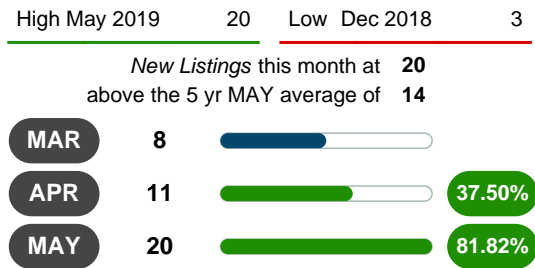 High May 2019 20 Low Dec 2018 3
New Listings this month at 20
above the 5 yr MAY average of 14
MAR 8
APR 11 37.50%
MAY 20 81.82%